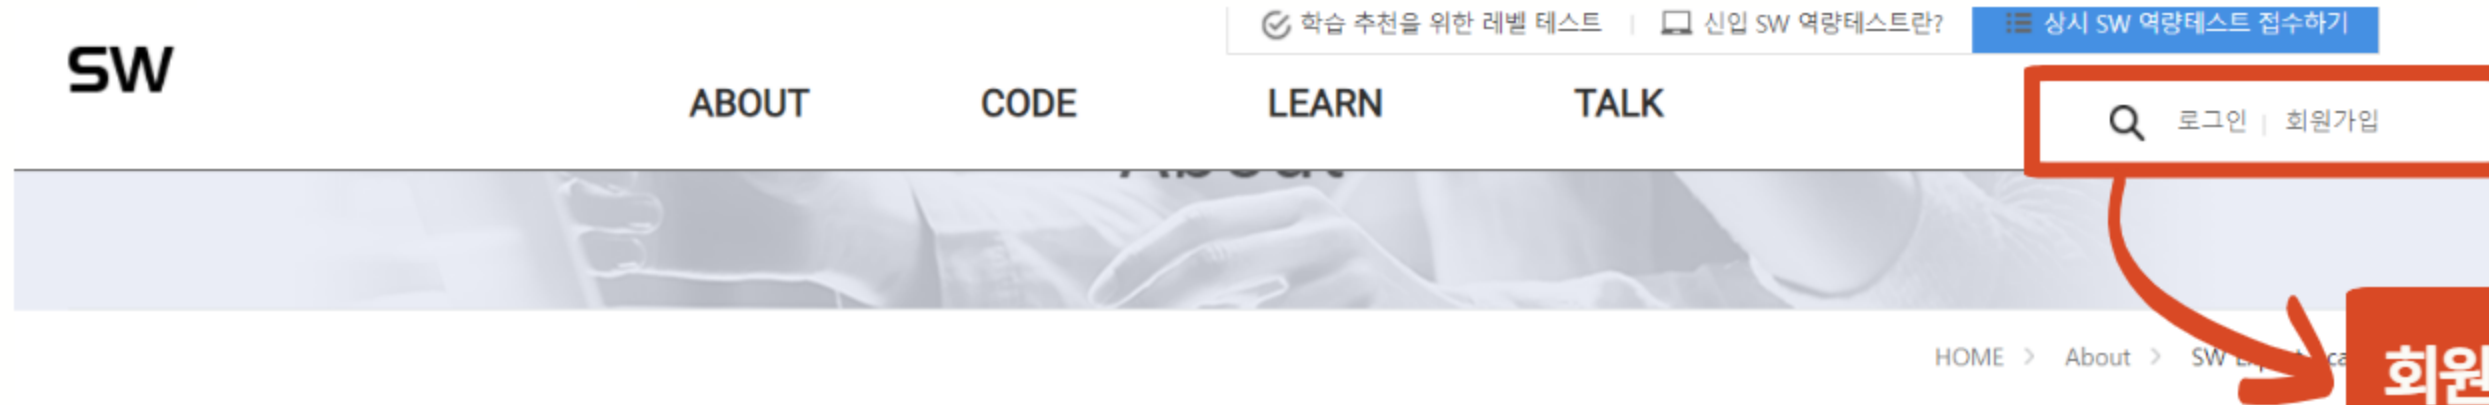 학습 추천을 위한 레벨 테스트 신입 SW 역량테스트란? 상시 SW 역량테스트 접수하기
SW
ABOUT CODE LEARN TALK
로그인 회원가입
About
HOME > About > SW
회원